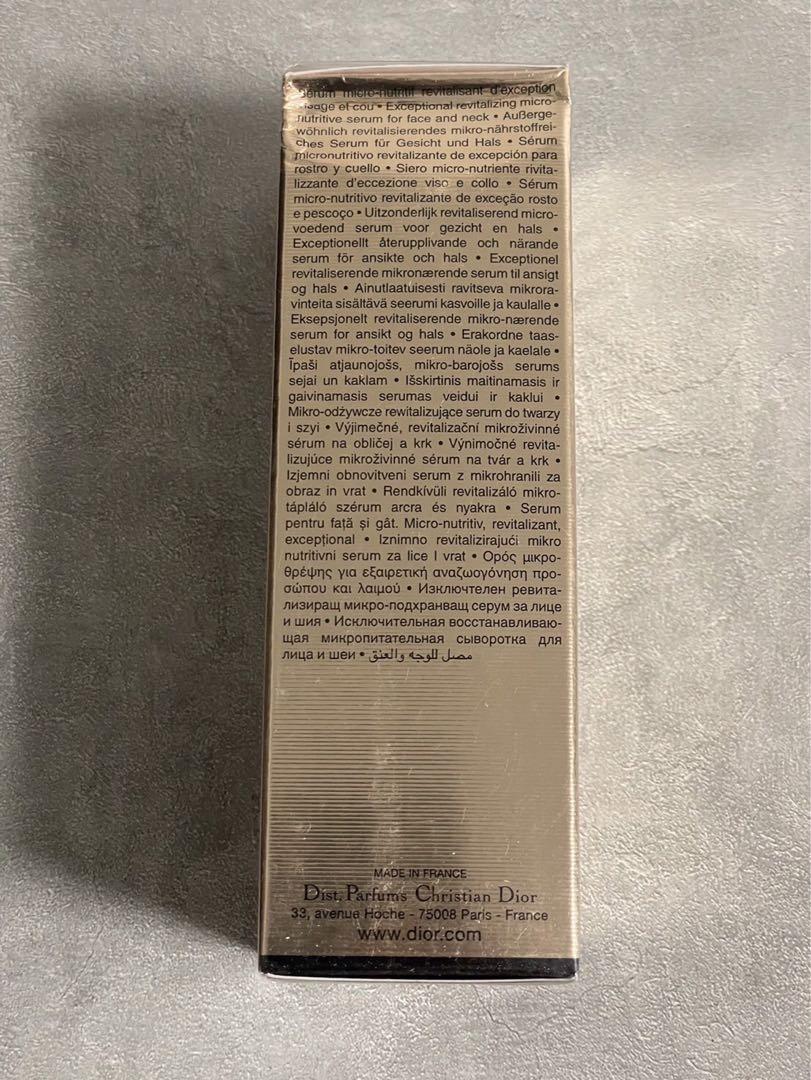 Sérum micro-nutritif revitalisant d'exception
visage et cou • Exceptional revitalizing micro-
nutritive serum for face and neck • Außerge-
wöhnlich revitalisierendes mikro-nährstoffrei-
ches Serum für Gesicht und Hals • Sérum
micronutritivo revitalizante de excepción para
rostro y cuello • Siero micro-nutriente rivita-
lizzante d'eccezione viso e collo • Sérum
micro-nutritivo revitalizante de exceção rosto
e pescoço • Uitzonderlijk revitaliserend micro-
voedend serum voor gezicht en hals •
Exceptionellt återupplivande och närande
serum för ansikte och hals • Exceptionel
revitaliserende mikronærende serum til ansigt
og hals • Ainutlaatuisesti ravitseva mikrora-
vinteita sisältävä seerumi kasvoille ja kaulalle •
Eksepsjonelt revitaliserende mikro-nærende
serum for ansikt og hals • Erakordne taas-
elustav mikro-toitev seerum näole ja kaelale •
Īpaši atjaunojošs, mikro-barojošs serums
sejai un kaklam • Išskirtinis maitinamasis ir
gaivinamasis serumas veidui ir kaklui •
Mikro-odżywcze rewitalizujące serum do twarzy
i szyi • Výjimečné, revitalizační mikroživinné
sérum na obličej a krk • Výnimočné revita-
lizujúce mikroživinné sérum na tvár a krk •
Izjemni obnovitveni serum z mikrohranili za
obraz in vrat • Rendkívüli revitalizáló mikro-
tápláló szérum arcra és nyakra • Serum
pentru față și gât. Micro-nutritiv, revitalizant,
excepțional • Iznimno revitalizirajući mikro
nutritivni serum za lice I vrat • Ορός μικρο-
θρέψης για εξαιρετική αναζωογόνηση προ-
σώπου και λαιμού • Изключителен ревита-
лизиращ микро-подхранващ серум за лице
и шия • Исключительная восстанавливаю-
щая микропитательная сыворотка для
лица и шеи • مصل للوجه والعنق
MADE IN FRANCE
Dist. Parfums Christian Dior
33, avenue Hoche - 75008 Paris - France
www.dior.com